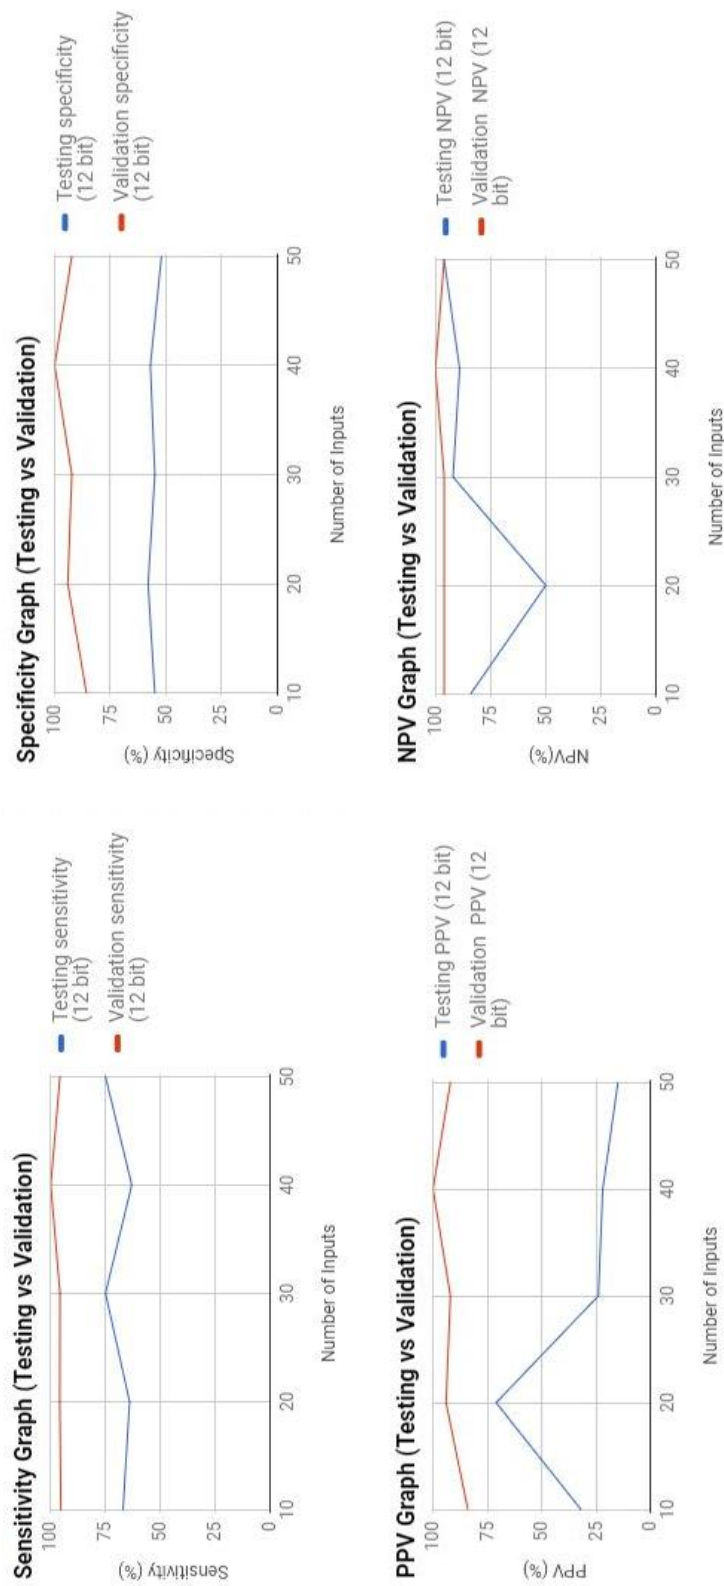 Sensitivity Graph (Testing vs Validation)
Sensitivity (%)
100
75
50
25
0
10
20
30
40
50
Number of Inputs
Testing sensitivity
(12 bit)
Validation sensitivity
(12 bit)
Specificity Graph (Testing vs Validation)
Specificity (%)
100
75
50
25
0
10
20
30
40
50
Number of Inputs
Testing specificity
(12 bit)
Validation specificity
(12 bit)
PPV Graph (Testing vs Validation)
PPV (%)
100
75
50
25
0
10
20
30
40
50
Number of Inputs
Testing PPV (12 bit)
Validation PPV (12
bit)
NPV Graph (Testing vs Validation)
NPV(%)
100
75
50
25
0
10
20
30
40
50
Number of Inputs
Testing NPV (12 bit)
Validation NPV (12
bit)